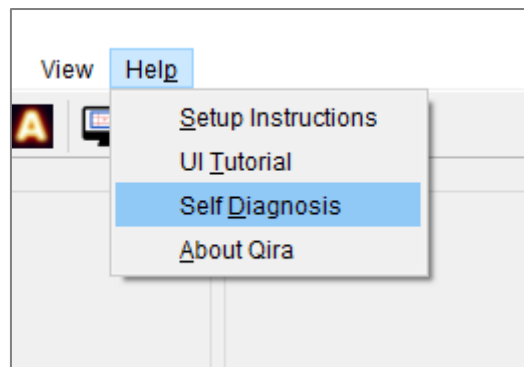 View Help
A
Setup Instructions
UI Tutorial
Self Diagnosis
About Qira